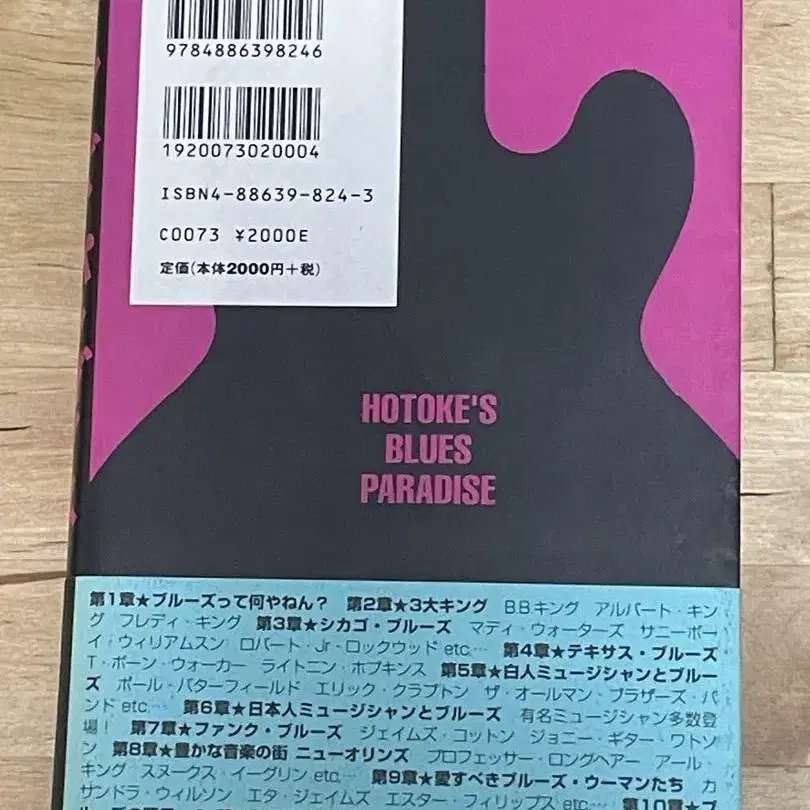 9784886398246
1920073020004
ISBN4-88639-824-3
C0073 ¥2000E
定価(本体2000円+税)
HOTOKE'S
BLUES
PARADISE
第1章★ブルーズって何やねん? 第2章★3大キング BBキング アルバート・キン
グ フレディ・キング 第3章★シカゴ・ブルーズ マディ・ウォーターズ サニーボー
イ・ウィリアムスン ロバート・Jr・ロックウッド etc… 第4章★テキサス・ブルーズ
T・ボーン・ウォーカー ライトニン・ホプキンス 第5章★白人ミュージシャンとブルー
ズ ポール・バターフィールド エリック・クラプトン ザ・オールマン・ブラザーズ・バ
ンド etc… 第6章★日本人ミュージシャンとブルーズ 有名ミュージシャン多数登
場! 第7章★ファンク・ブルーズ ジェイムズ・コットン ジョニー・ギター・ワトソ
ン 第8章★豊かな音楽の街 ニューオリンズ プロフェッサー・ロングヘアー アール・
キング スヌークス・イーグリン etc… 第9章★愛すべきブルーズ・ウーマンたち カ
サンドラ・ウィルソン エタ・ジェイムズ エスター・フィリップス etc… 第10章★